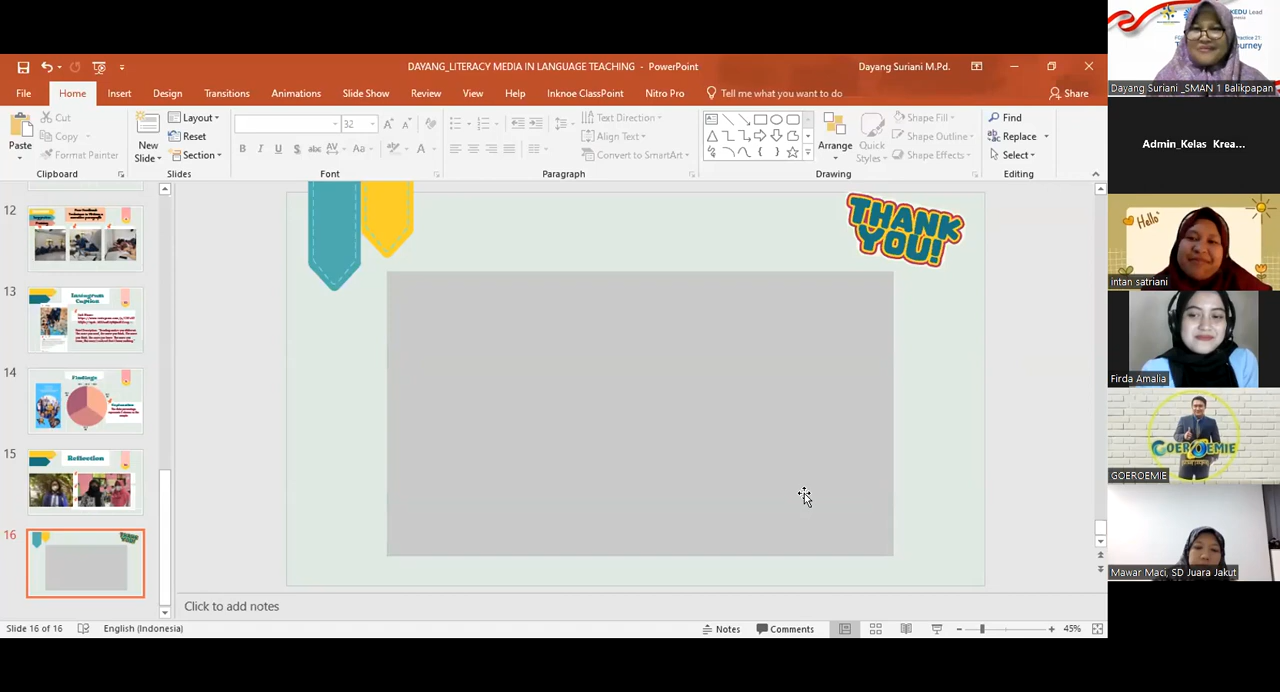 DAYANG_LITERACY MEDIA IN LANGUAGE TEACHING - PowerPoint
Dayang Suriani M.Pd.
File Home Insert Design Transitions Animations Slide Show Review View Help Inknoe ClassPoint Nitro Pro Tell me what you want to do Share
Paste
Cut
Copy
Format Painter
Clipboard
New
Slide
Layout
Reset
Section
Slides
32
Font
Text Direction
Align Text
Convert to SmartArt
Paragraph
Arrange
Quick
Styles
Shape Fill
Shape Outline
Shape Effects
Drawing
Find
Replace
Select
Editing
12
13
Instagram
Caption
14
Findings
15
Reflection
16
THANK
YOU!
Click to add notes
Slide 16 of 16
English (Indonesia)
Notes
Comments
45%
Dayang Suriani _SMAN 1 Balikpapan
Admin_Kelas Krea...
Hello
intan satriani
Firda Amalia
GOEROEMIE
GOEROEMIE
Mawar Maci, SD Juara Jakut